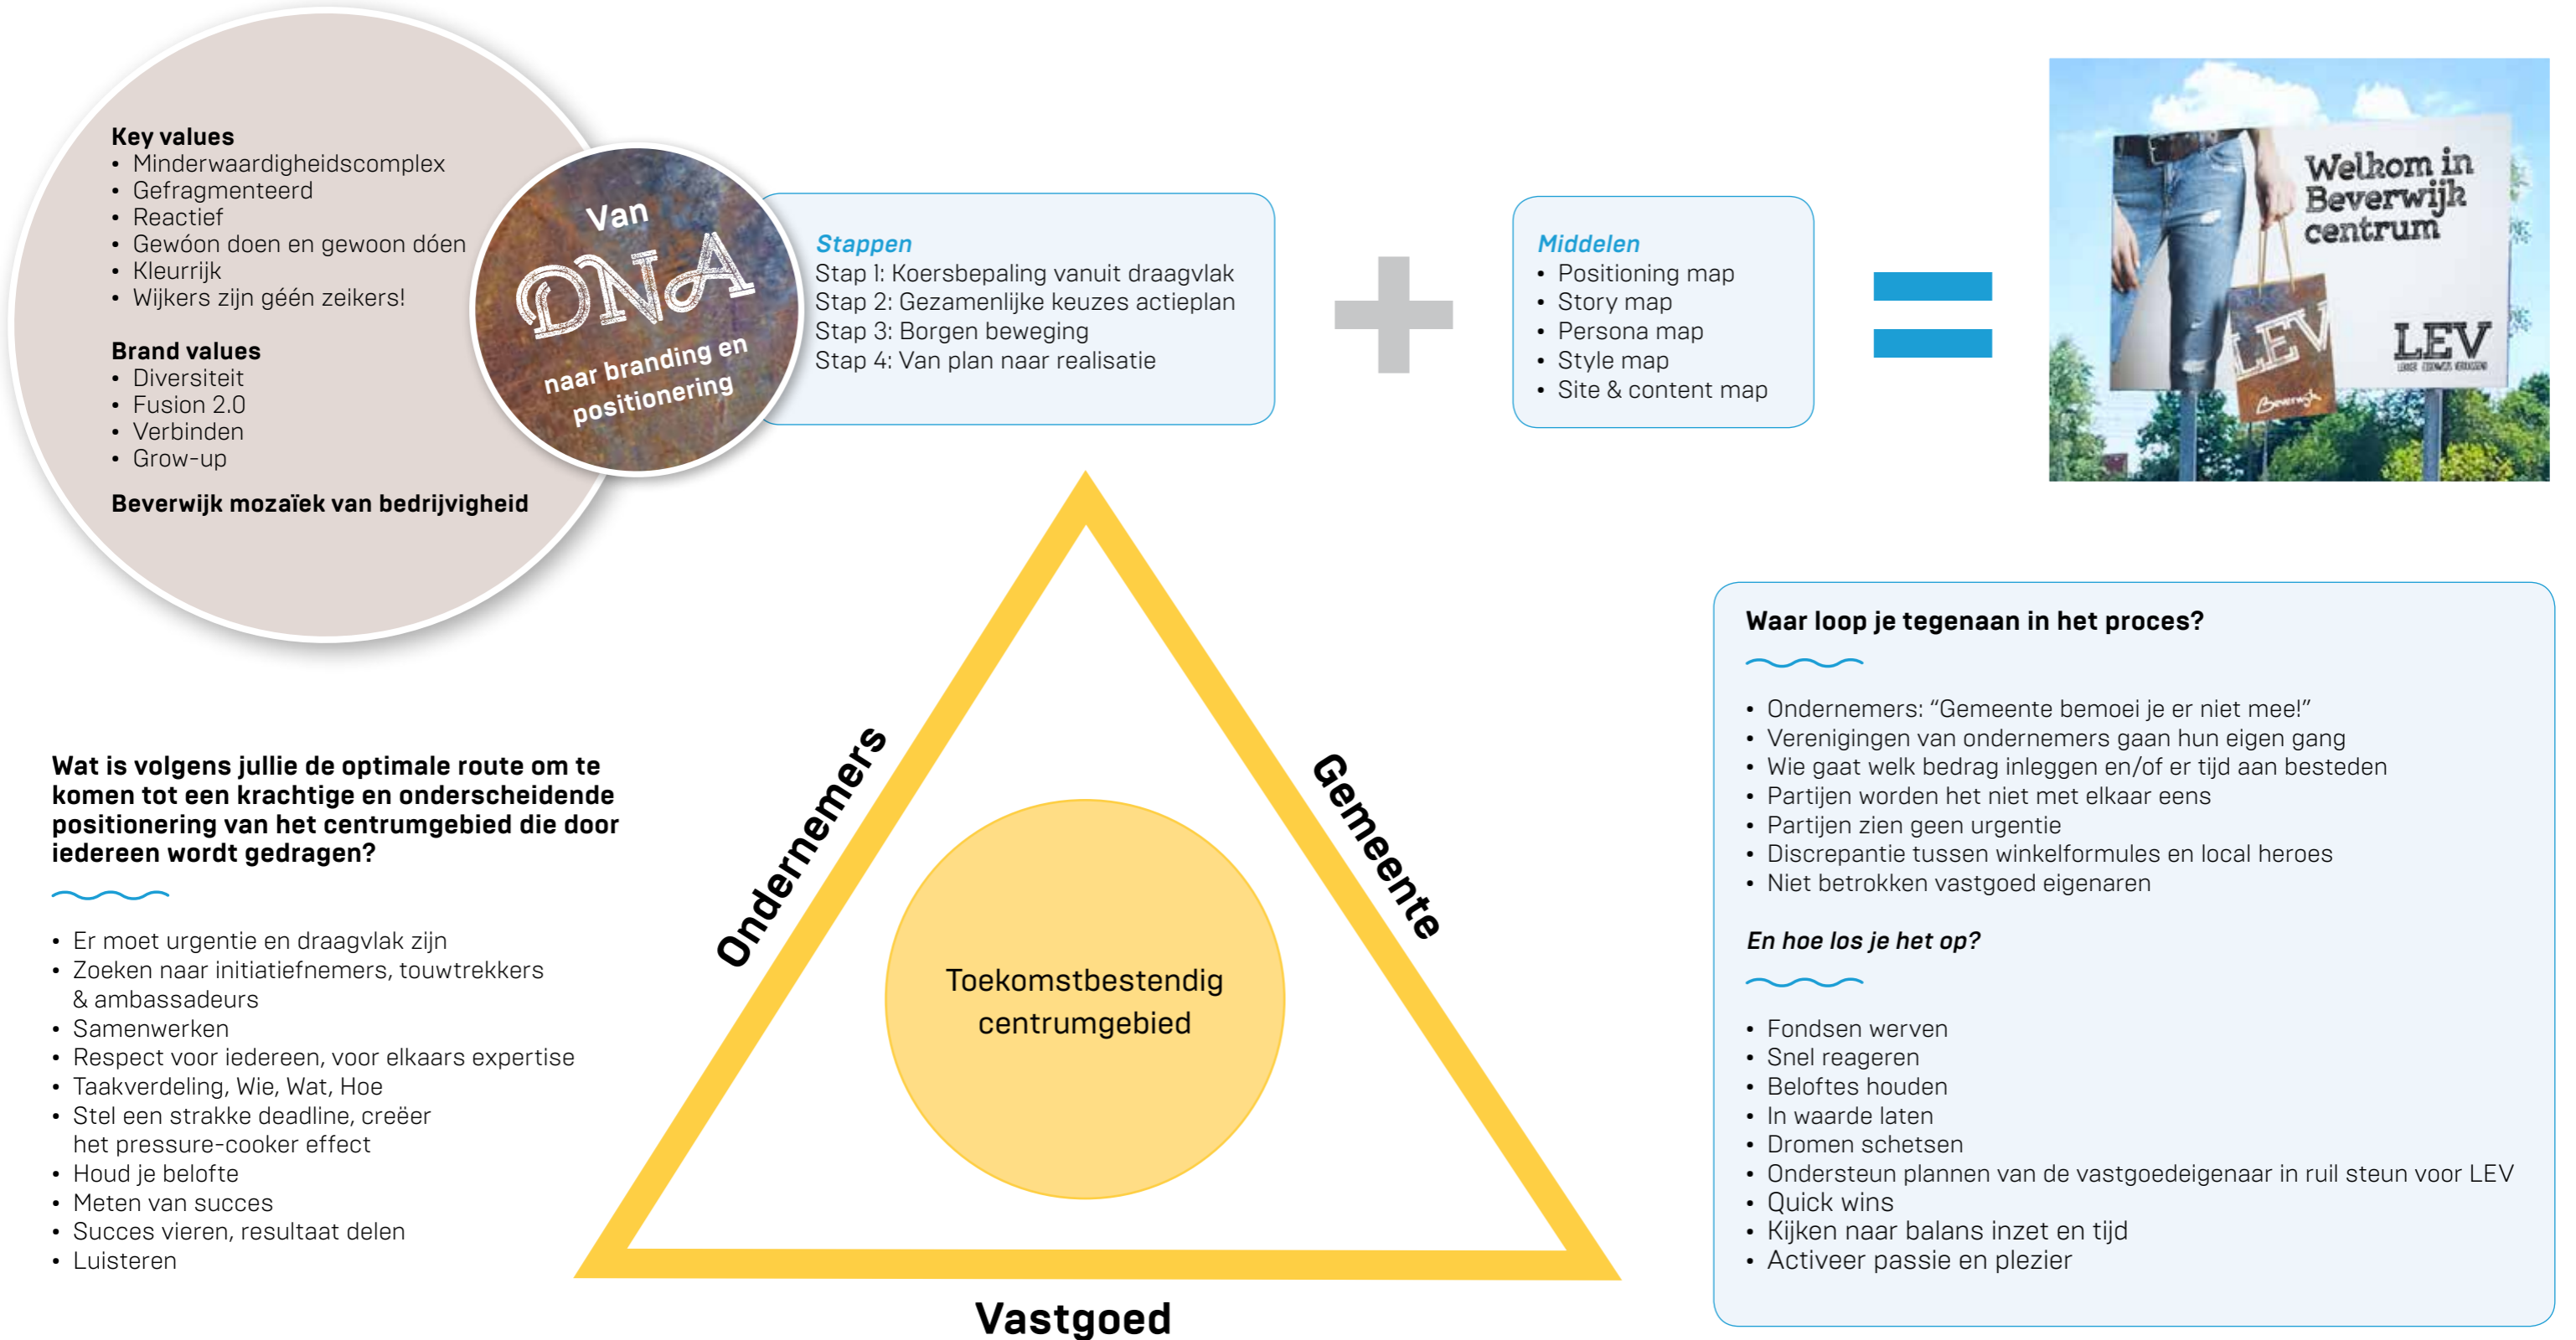 Key values
• Minderwaardigheidscomplex
• Gefragmenteerd
• Reactief
• Gewóon doen en gewoon dóen
• Kleurrijk
• Wijkers zijn géén zeikers!
Brand values
• Diversiteit
• Fusion 2.0
• Verbinden
• Grow-up
Beverwijk mozaïek van bedrijvigheid
Van
DNA
naar branding en
positionering
Stappen
Stap 1: Koersbepaling vanuit draagvlak
Stap 2: Gezamenlijke keuzes actieplan
Stap 3: Borgen beweging
Stap 4: Van plan naar realisatie
Middelen
• Positioning map
• Story map
• Persona map
• Style map
• Site & content map
Welkom in
Beverwijk
centrum
LEV
Beverwijk
LEV
LEKKER EIGENWIJS VERRASSEND
Wat is volgens jullie de optimale route om te
komen tot een krachtige en onderscheidende
positionering van het centrumgebied die door
iedereen wordt gedragen?
• Er moet urgentie en draagvlak zijn
• Zoeken naar initiatiefnemers, touwtrekkers
& ambassadeurs
• Samenwerken
• Respect voor iedereen, voor elkaars expertise
• Taakverdeling, Wie, Wat, Hoe
• Stel een strakke deadline, creëer
het pressure-cooker effect
• Houd je belofte
• Meten van succes
• Succes vieren, resultaat delen
• Luisteren
Ondernemers
Gemeente
Toekomstbestendig
centrumgebied
Vastgoed
Waar loop je tegenaan in het proces?
• Ondernemers: “Gemeente bemoei je er niet mee!”
• Verenigingen van ondernemers gaan hun eigen gang
• Wie gaat welk bedrag inleggen en/of er tijd aan besteden
• Partijen worden het niet met elkaar eens
• Partijen zien geen urgentie
• Discrepantie tussen winkelformules en local heroes
• Niet betrokken vastgoed eigenaren
En hoe los je het op?
• Fondsen werven
• Snel reageren
• Beloftes houden
• In waarde laten
• Dromen schetsen
• Ondersteun plannen van de vastgoedeigenaar in ruil steun voor LEV
• Quick wins
• Kijken naar balans inzet en tijd
• Activeer passie en plezier